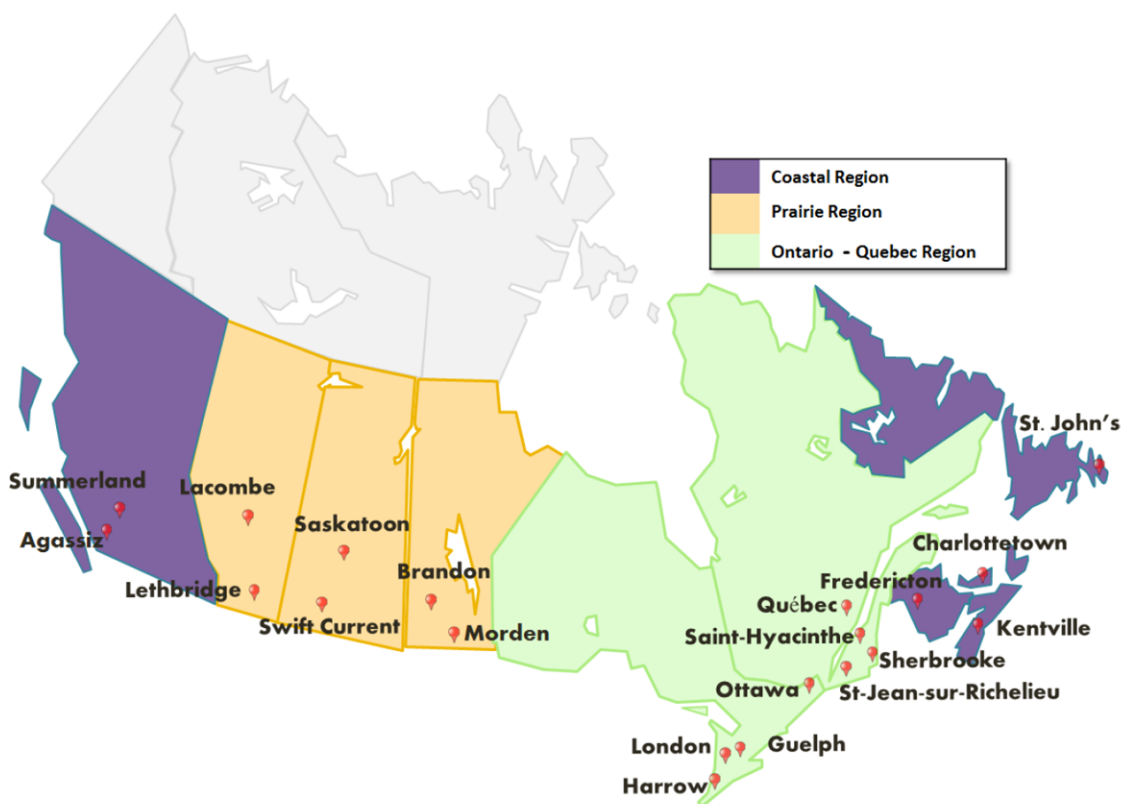 Coastal Region
Prairie Region
Ontario - Quebec Region
St. John's
Summerland
Lacombe
Saskatoon
Agassiz
Charlottetown
Brandon
Fredericton
Lethbridge
Québec
Swift Current
Morden
Saint-Hyacinthe
Kentville
Sherbrooke
Ottawa
St-Jean-sur-Richelieu
London
Guelph
Harrow